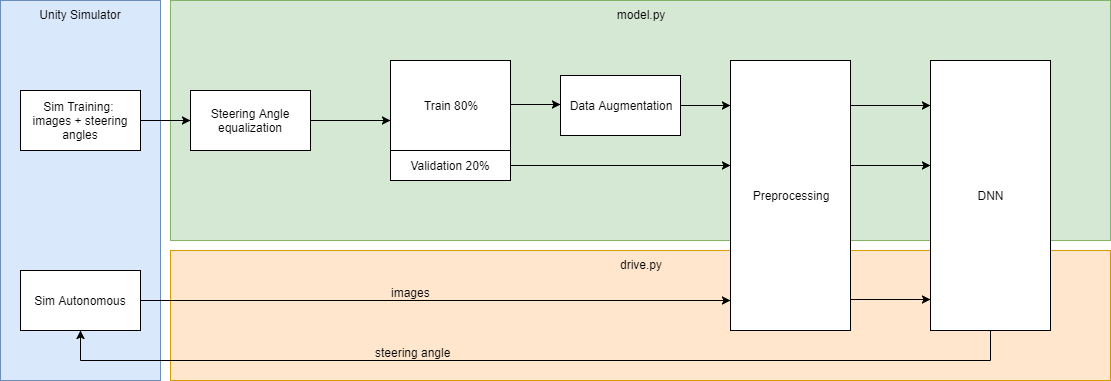 Unity Simulator
model.py
Sim Training:
images + steering
angles
Steering Angle
equalization
Train 80%
Validation 20%
Data Augmentation
Preprocessing
DNN
drive.py
Sim Autonomous
images
steering angle